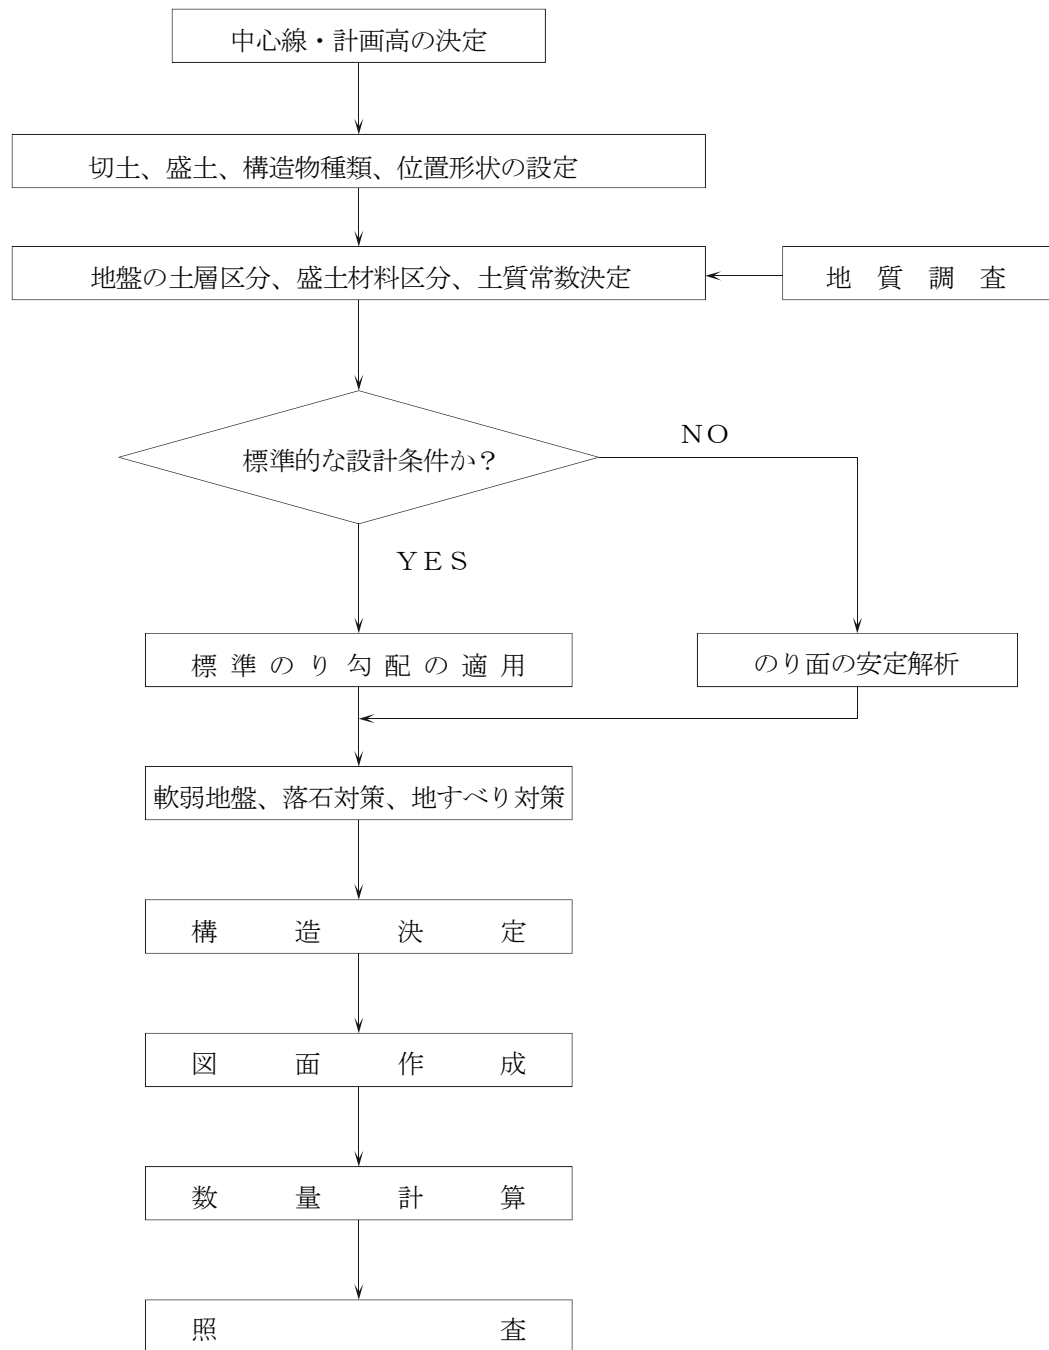 中心線・計画高の決定
切土、盛土、構造物種類、位置形状の設定
地盤の土層区分、盛土材料区分、土質常数決定
地質調査
標準的な設計条件か？
ＮＯ
ＹＥＳ
標準のり勾配の適用
のり面の安定解析
軟弱地盤、落石対策、地すべり対策
構造決定
図面作成
数量計算
照査